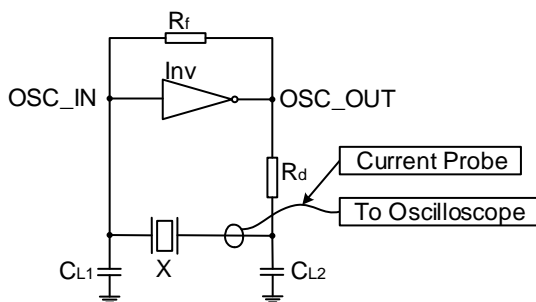 Rf
Inv
OSC_IN
OSC_OUT
Current Probe
Rd
To Oscilloscope
CL1
X
CL2